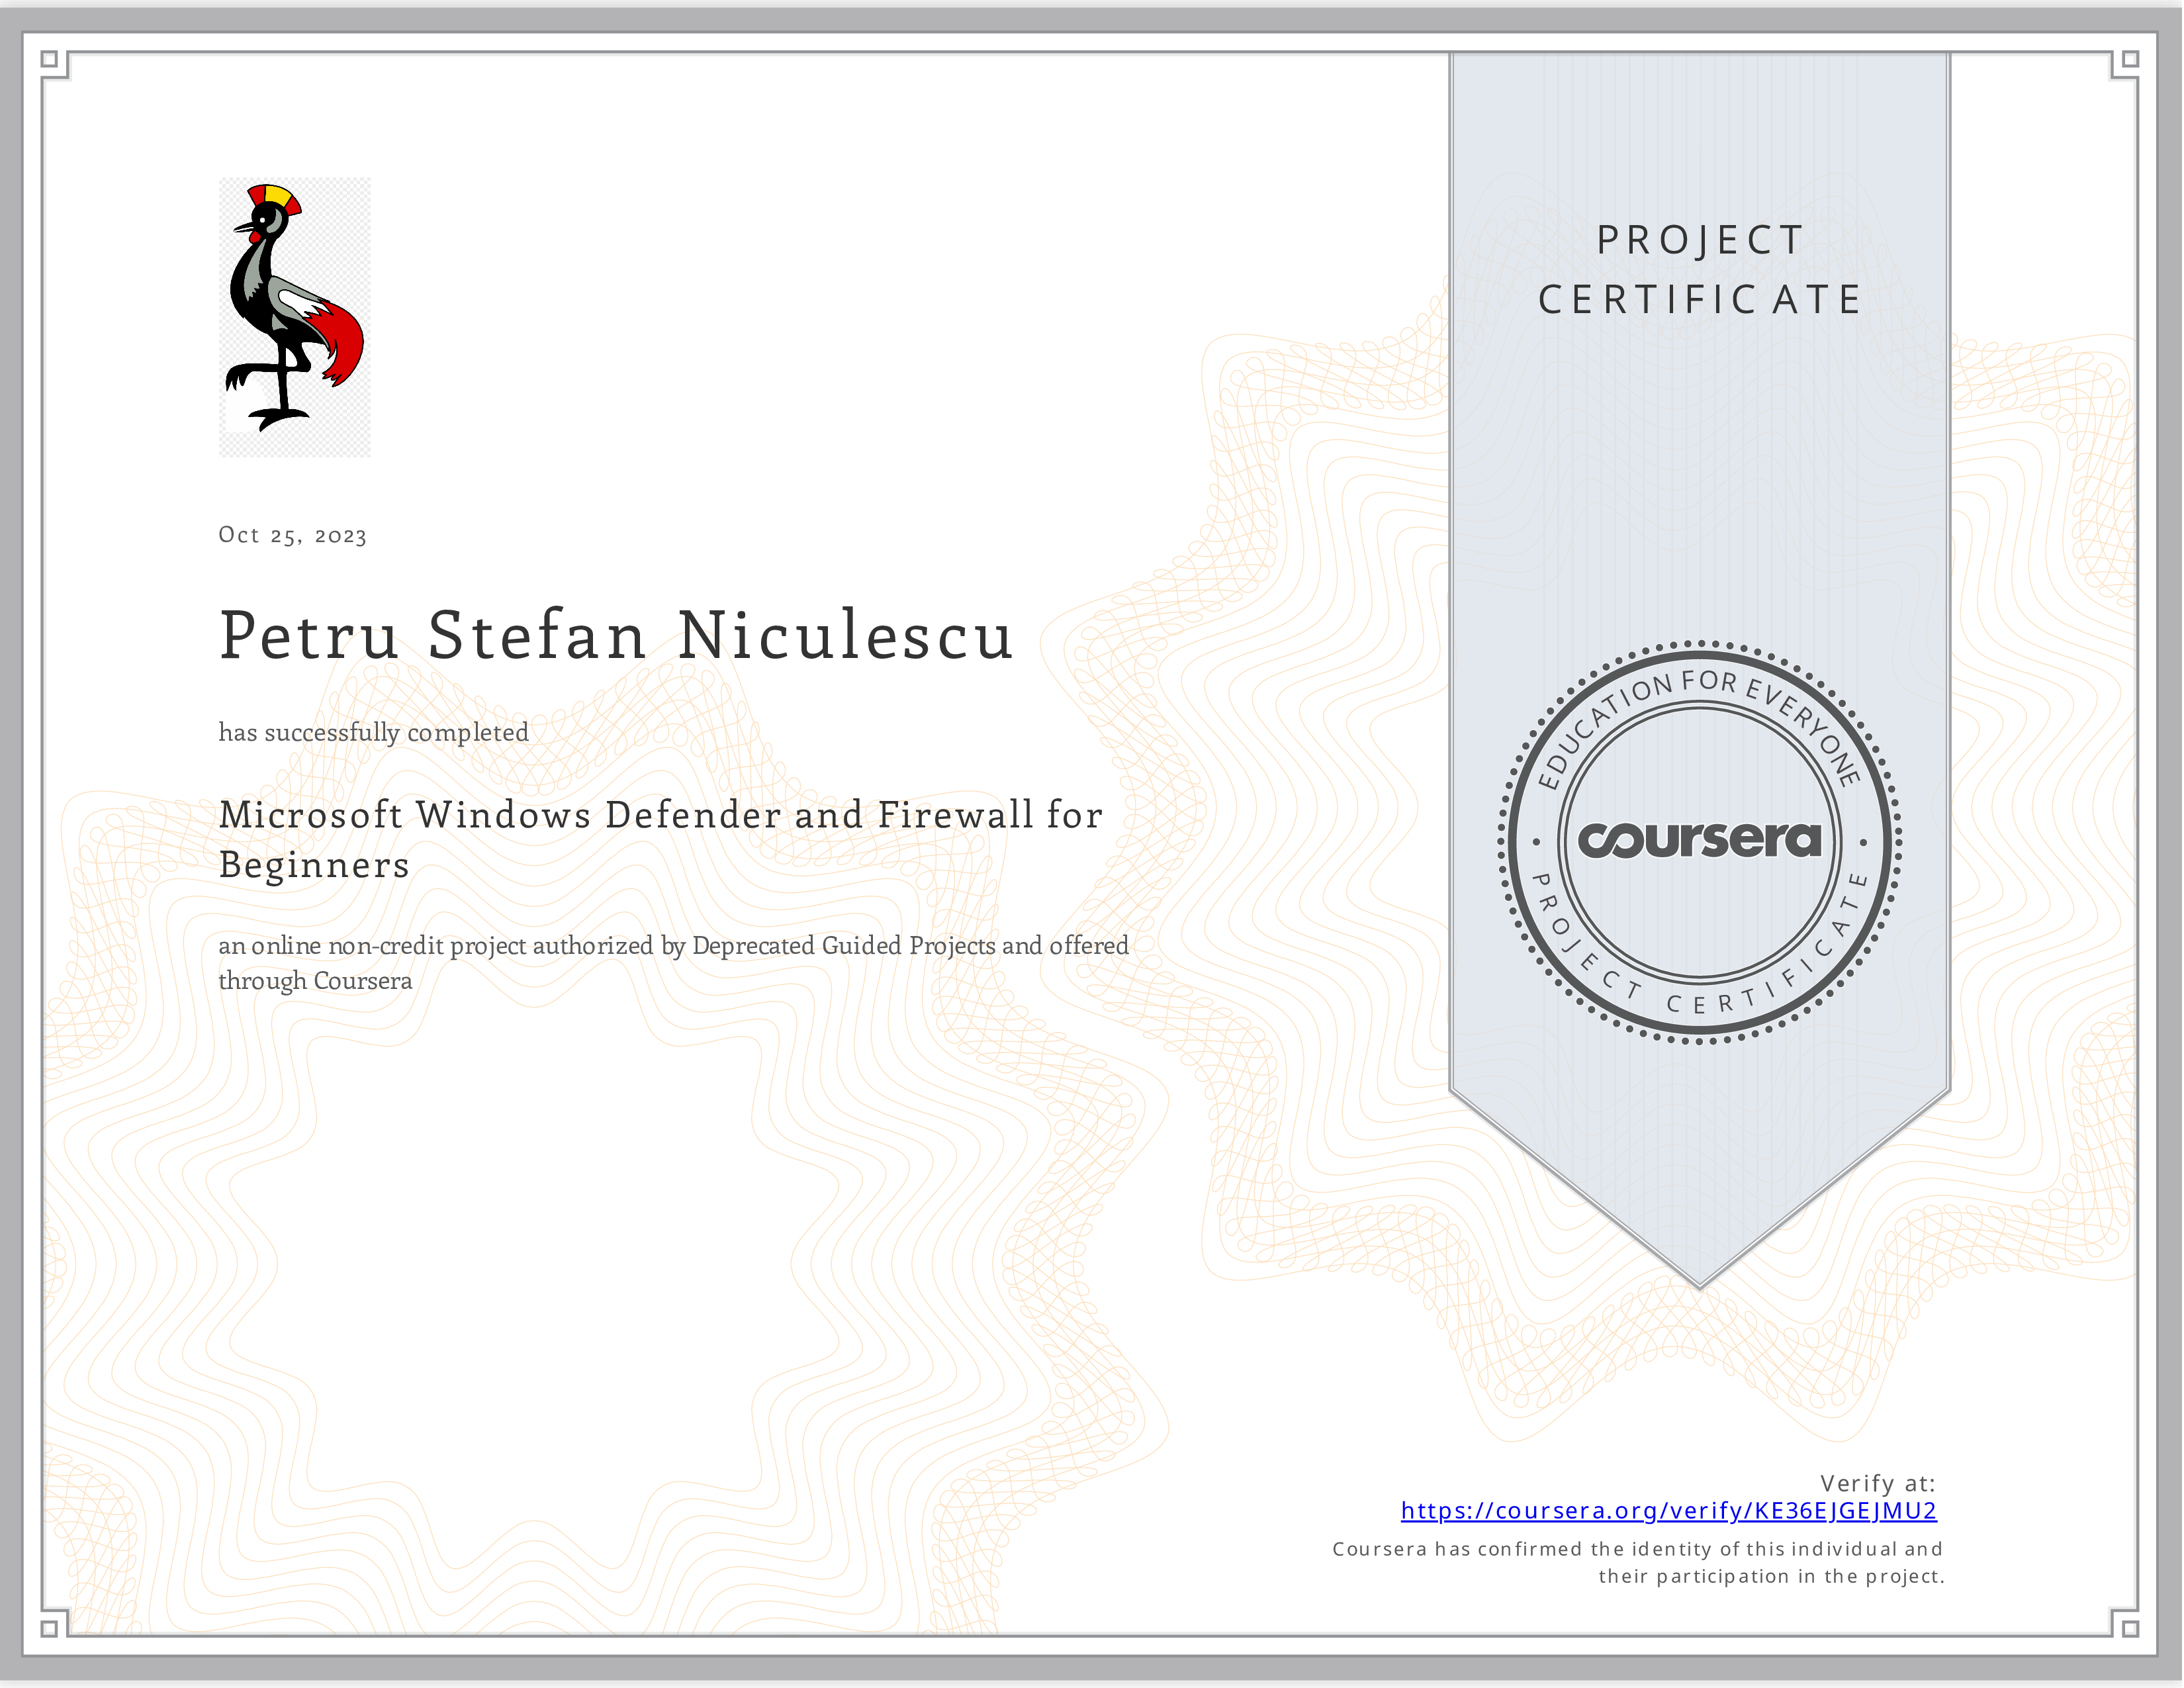 PROJECT
CERTIFICATE
Oct 25, 2023
Petru Stefan Niculescu
has successfully completed
Microsoft Windows Defender and Firewall for
Beginners
an online non-credit project authorized by Deprecated Guided Projects and offered
through Coursera
EDUCATION FOR EVERYONE
coursera
PROJECT CERTIFICATE
Verify at:
https://coursera.org/verify/KE36EJGEJMU2
Coursera has confirmed the identity of this individual and
their participation in the project.